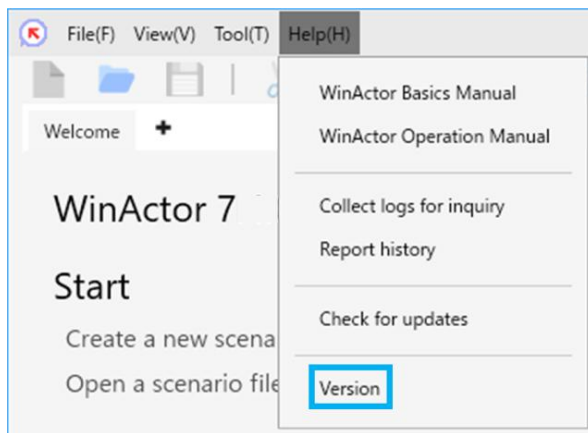 File(F) View(V) Tool(T) Help(H)
WinActor Basics Manual
WinActor Operation Manual
Collect logs for inquiry
Report history
Check for updates
Version
Welcome +
WinActor 7
Start
Create a new scena
Open a scenario file